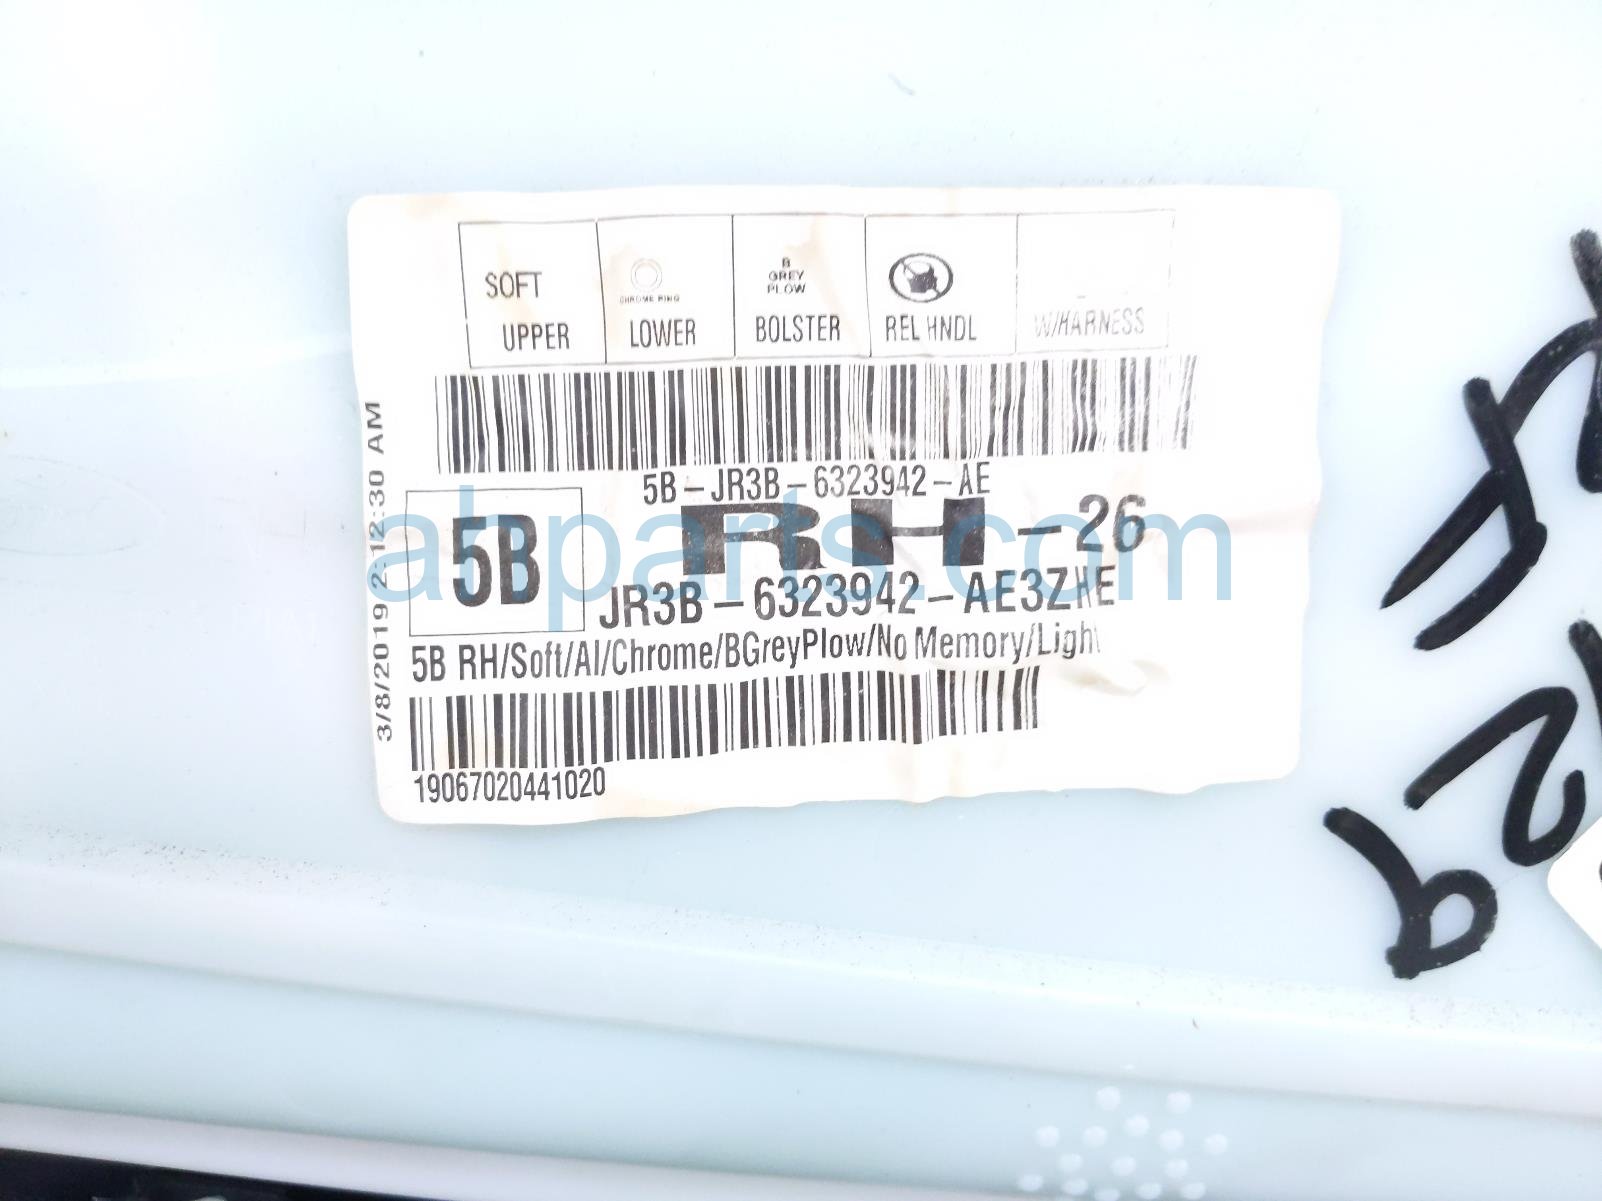 SOFT
UPPER
CHROME RING
LOWER
B
GREY
PLOW
BOLSTER
REL HNDL
W/HARNESS
5B-JR3B-6323942-AE
5B
RH-26
JR3B-6323942-AE3ZHE
5B RH/Soft/Al/Chrome/BGreyPlow/No Memory/Light
19067020441020
3/8/2019 2:12:30 AM
ahparts.com